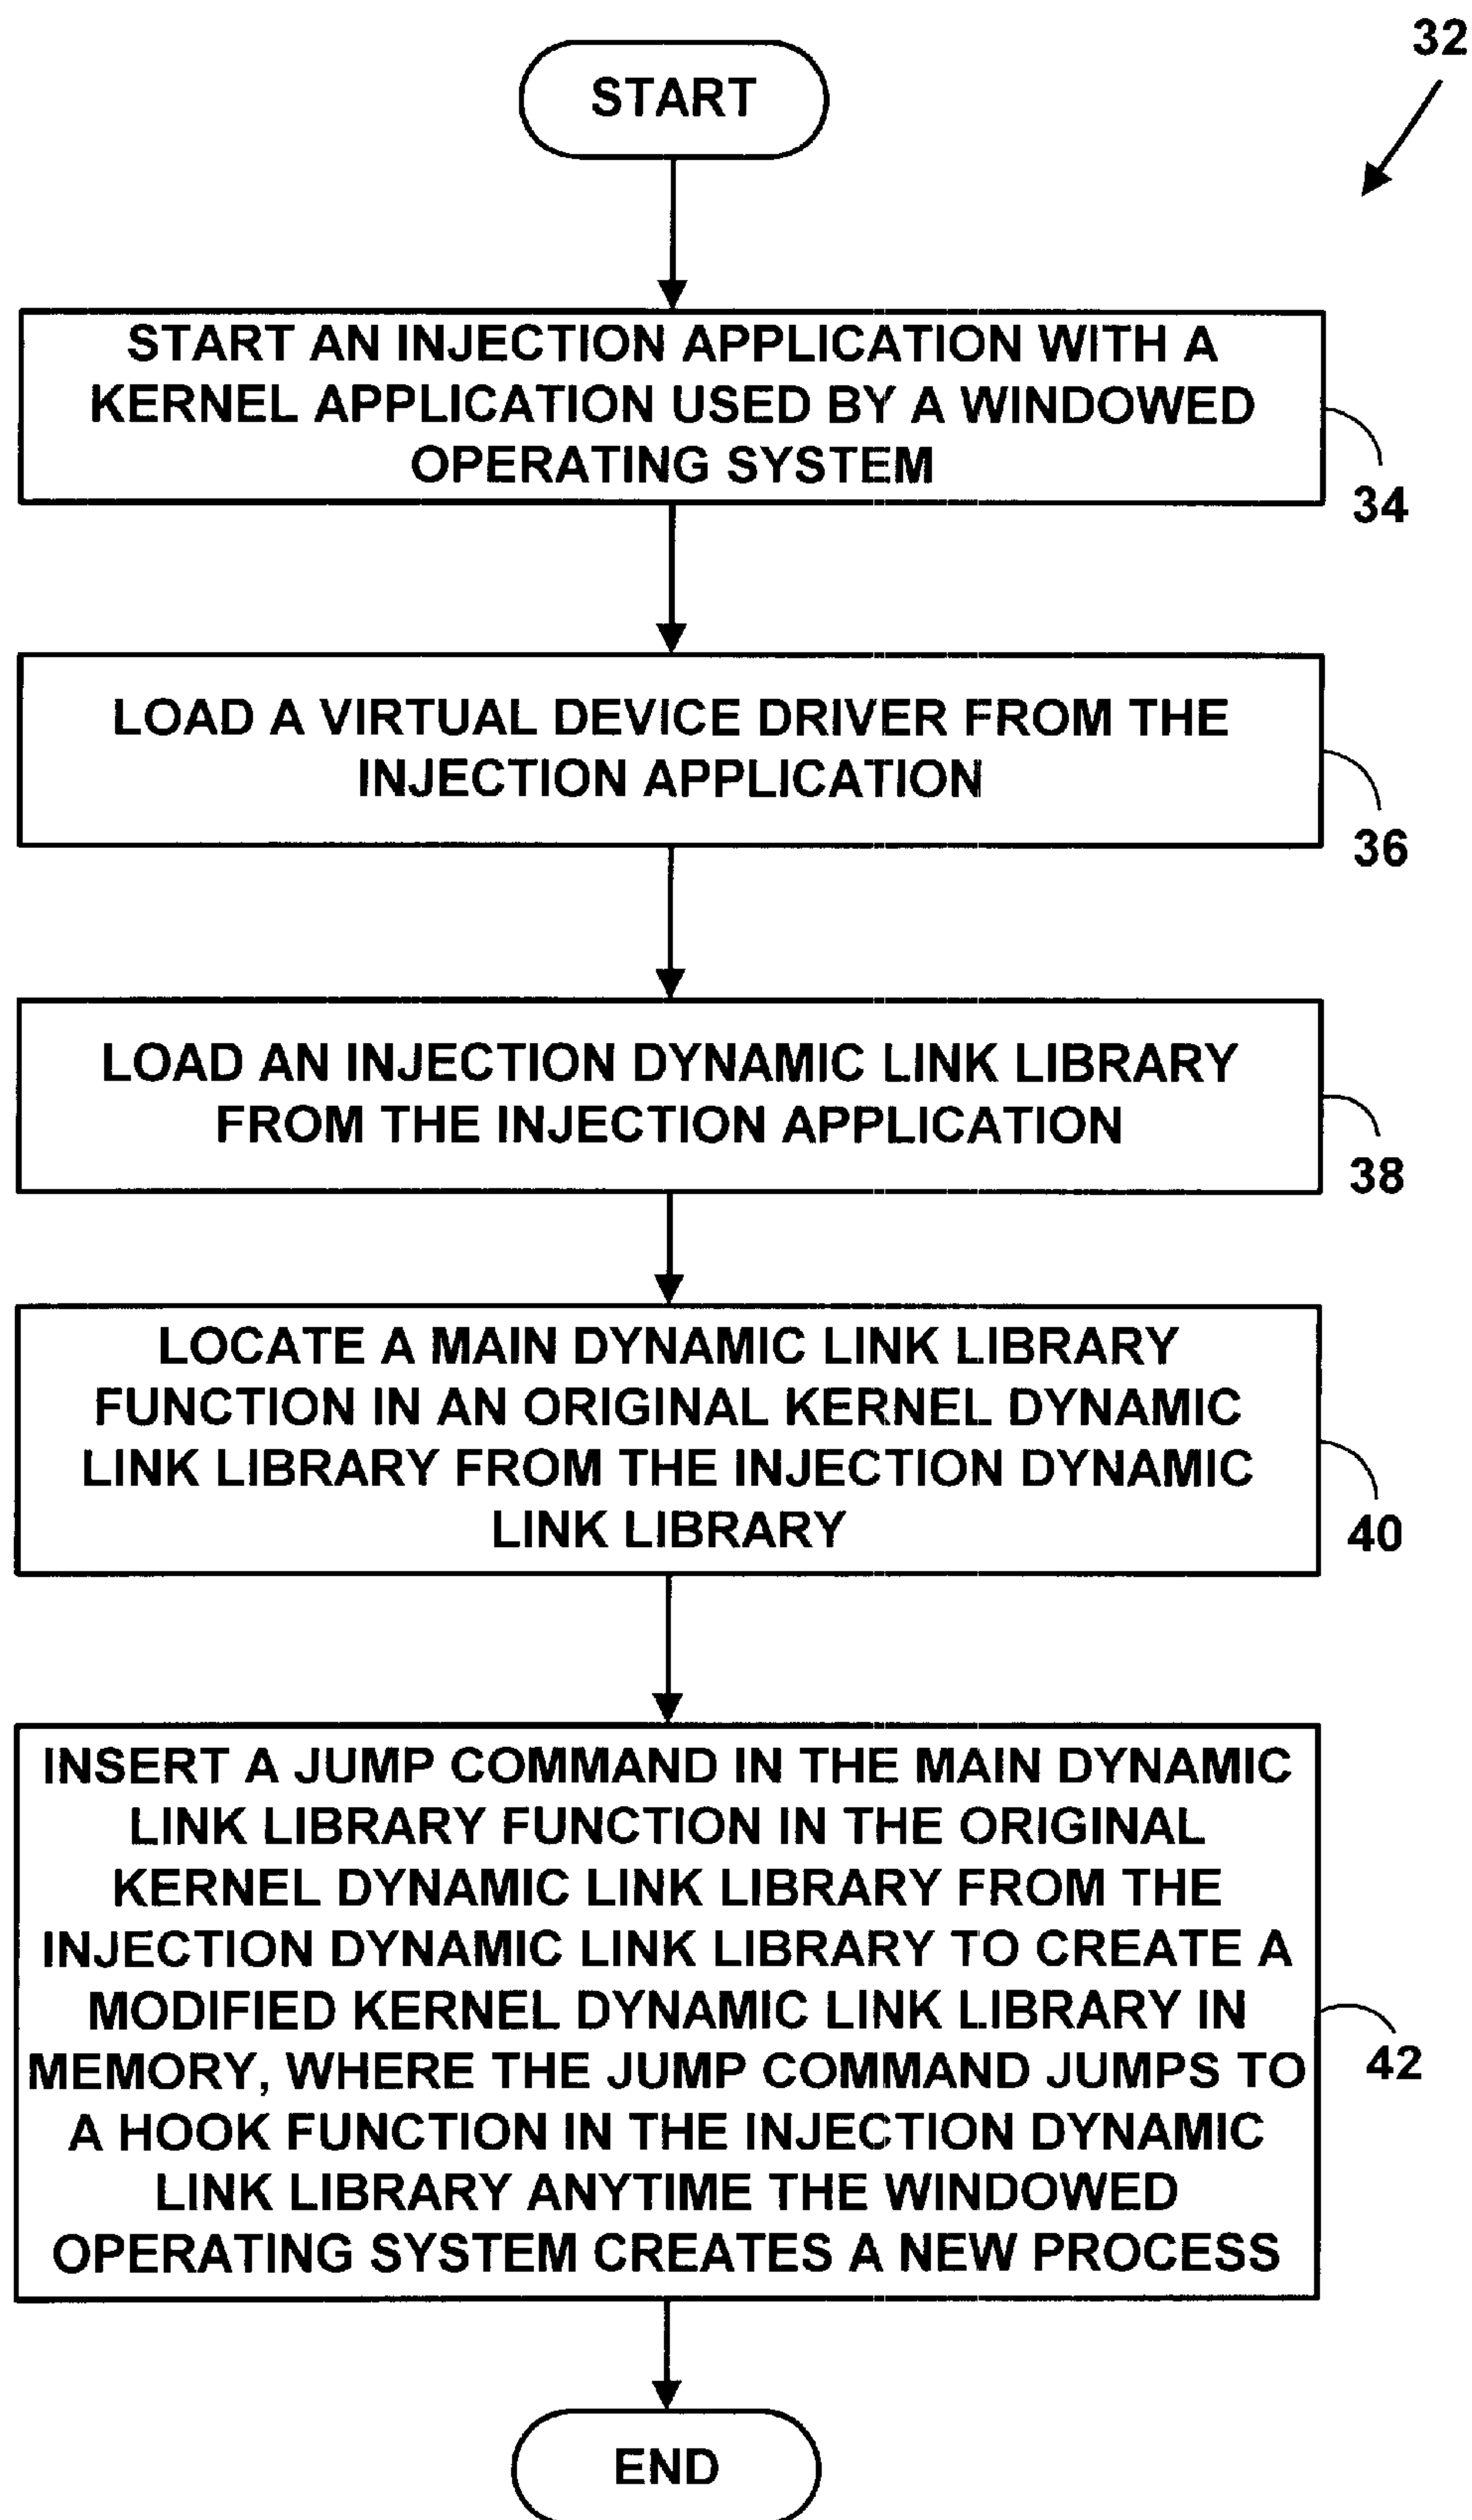 32
START
START AN INJECTION APPLICATION WITH A
KERNEL APPLICATION USED BY A WINDOWED
OPERATING SYSTEM
34
LOAD A VIRTUAL DEVICE DRIVER FROM THE
INJECTION APPLICATION
36
LOAD AN INJECTION DYNAMIC LINK LIBRARY
FROM THE INJECTION APPLICATION
38
LOCATE A MAIN DYNAMIC LINK LIBRARY
FUNCTION IN AN ORIGINAL KERNEL DYNAMIC
LINK LIBRARY FROM THE INJECTION DYNAMIC
LINK LIBRARY
40
INSERT A JUMP COMMAND IN THE MAIN DYNAMIC
LINK LIBRARY FUNCTION IN THE ORIGINAL
KERNEL DYNAMIC LINK LIBRARY FROM THE
INJECTION DYNAMIC LINK LIBRARY TO CREATE A
MODIFIED KERNEL DYNAMIC LINK LIBRARY IN
MEMORY, WHERE THE JUMP COMMAND JUMPS TO
A HOOK FUNCTION IN THE INJECTION DYNAMIC
LINK LIBRARY ANYTIME THE WINDOWED
OPERATING SYSTEM CREATES A NEW PROCESS
42
END